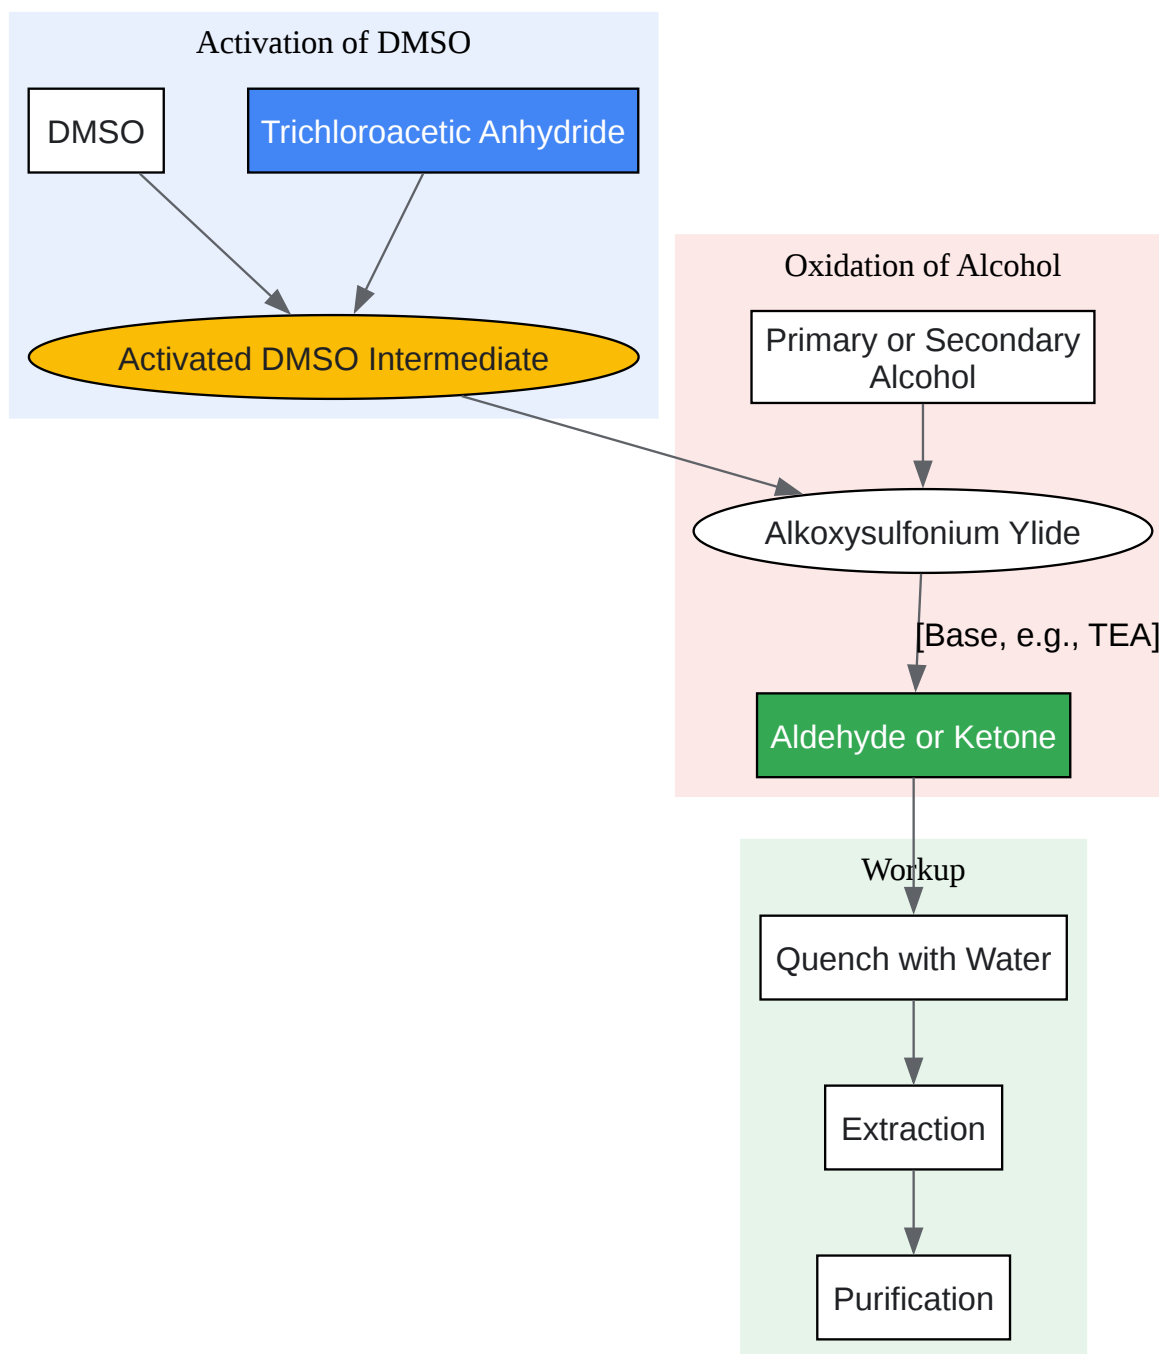 Activation of DMSO
DMSO
Trichloroacetic Anhydride
Activated DMSO Intermediate
Oxidation of Alcohol
Primary or Secondary
Alcohol
Alkoxysulfonium Ylide
[Base, e.g., TEA]
Aldehyde or Ketone
Workup
Quench with Water
Extraction
Purification